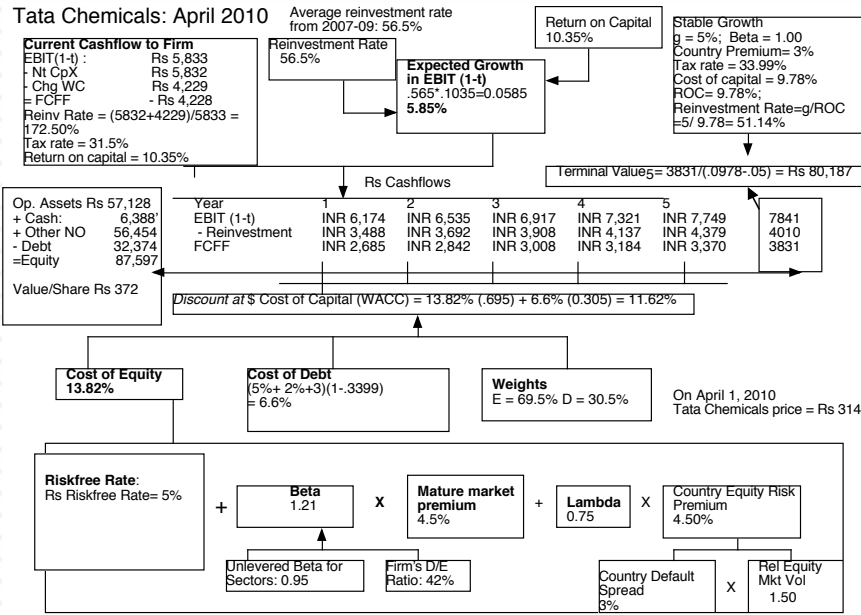 Tata Chemicals: April 2010
Average reinvestment rate
from 2007-09: 56.5%
Current Cashflow to Firm
EBIT(1-t) : Rs 5,833
- Nt CpX Rs 5,832
- Chg WC Rs 4,229
= FCFF - Rs 4,228
Reinv Rate = (5832+4229)/5833 =
172.50%
Tax rate = 31.5%
Return on capital = 10.35%
Reinvestment Rate
56.5%
Expected Growth
in EBIT (1-t)
.565*.1035=0.0585
5.85%
Return on Capital
10.35%
Stable Growth
g = 5%; Beta = 1.00
Country Premium= 3%
Tax rate = 33.99%
Cost of capital = 9.78%
ROC= 9.78%;
Reinvestment Rate=g/ROC
=5/ 9.78= 51.14%
Terminal Value5= 3831/(.0978-.05) = Rs 80,187
Rs Cashflows
Op. Assets Rs 57,128
+ Cash: 6,388'
+ Other NO 56,454
- Debt 32,374
=Equity 87,597
Value/Share Rs 372
Year 1 2 3 4 5
EBIT (1-t) INR 6,174 INR 6,535 INR 6,917 INR 7,321 INR 7,749 7841
- Reinvestment INR 3,488 INR 3,692 INR 3,908 INR 4,137 INR 4,379 4010
FCFF INR 2,685 INR 2,842 INR 3,008 INR 3,184 INR 3,370 3831
Discount at $ Cost of Capital (WACC) = 13.82% (.695) + 6.6% (0.305) = 11.62%
Cost of Equity
13.82%
Cost of Debt
(5%+ 2%+3)(1-.3399)
= 6.6%
Weights
E = 69.5% D = 30.5%
On April 1, 2010
Tata Chemicals price = Rs 314
Riskfree Rate:
Rs Riskfree Rate= 5%
+
Beta
1.21
X
Mature market
premium
4.5%
+
Lambda
0.75
X
Country Equity Risk
Premium
4.50%
Unlevered Beta for
Sectors: 0.95
Firm's D/E
Ratio: 42%
Country Default
Spread
3%
X
Rel Equity
Mkt Vol
1.50